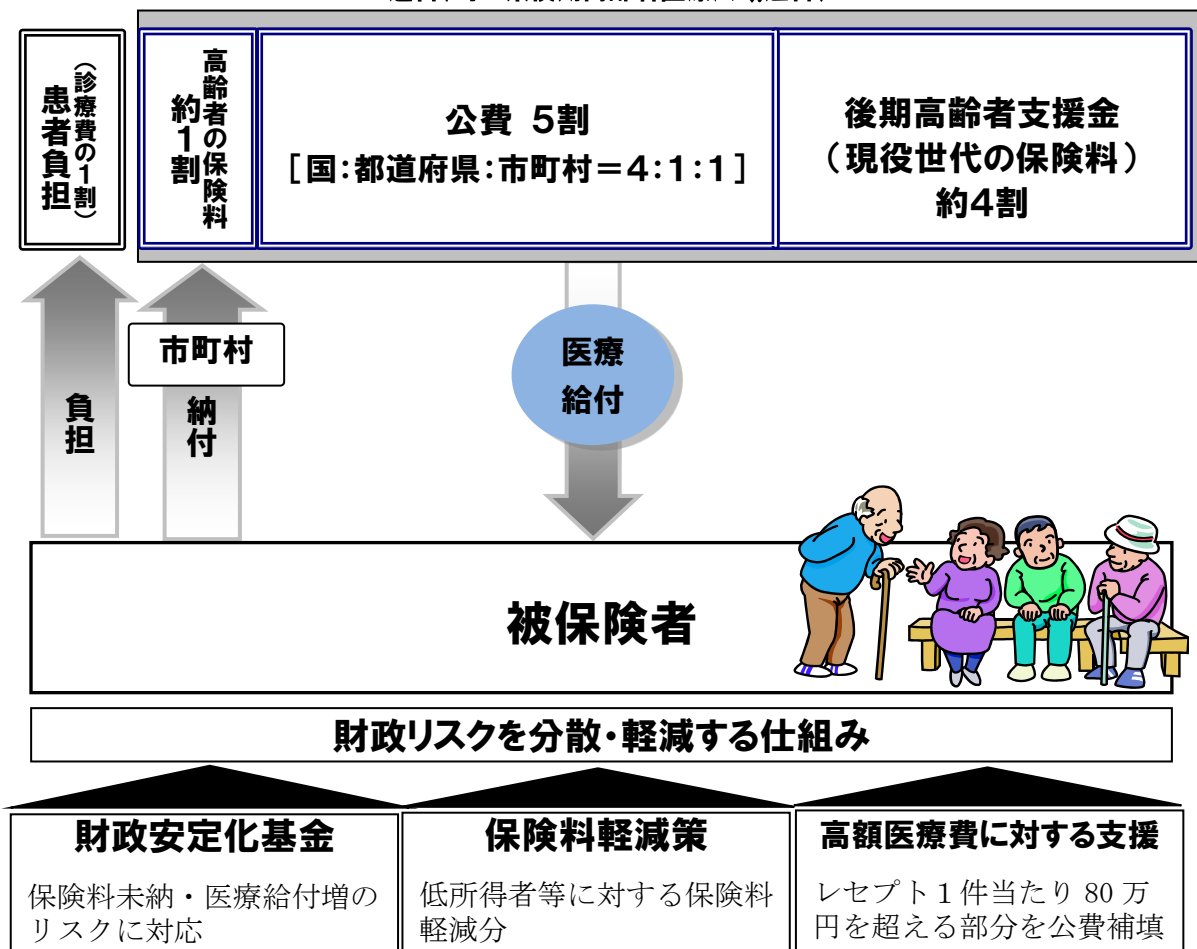 患者負担
（診療費の１割）
高齢者の保険料
約１割
公費 ５割
［国：都道府県：市町村＝４：１：１］
後期高齢者支援金
（現役世代の保険料）
約４割
負担
市町村
納付
医療
給付
被保険者
財政リスクを分散・軽減する仕組み
財政安定化基金
保険料未納・医療給付増の
リスクに対応
保険料軽減策
低所得者等に対する保険料
軽減分
高額医療費に対する支援
レセプト１件当たり 80 万
円を超える部分を公費補填